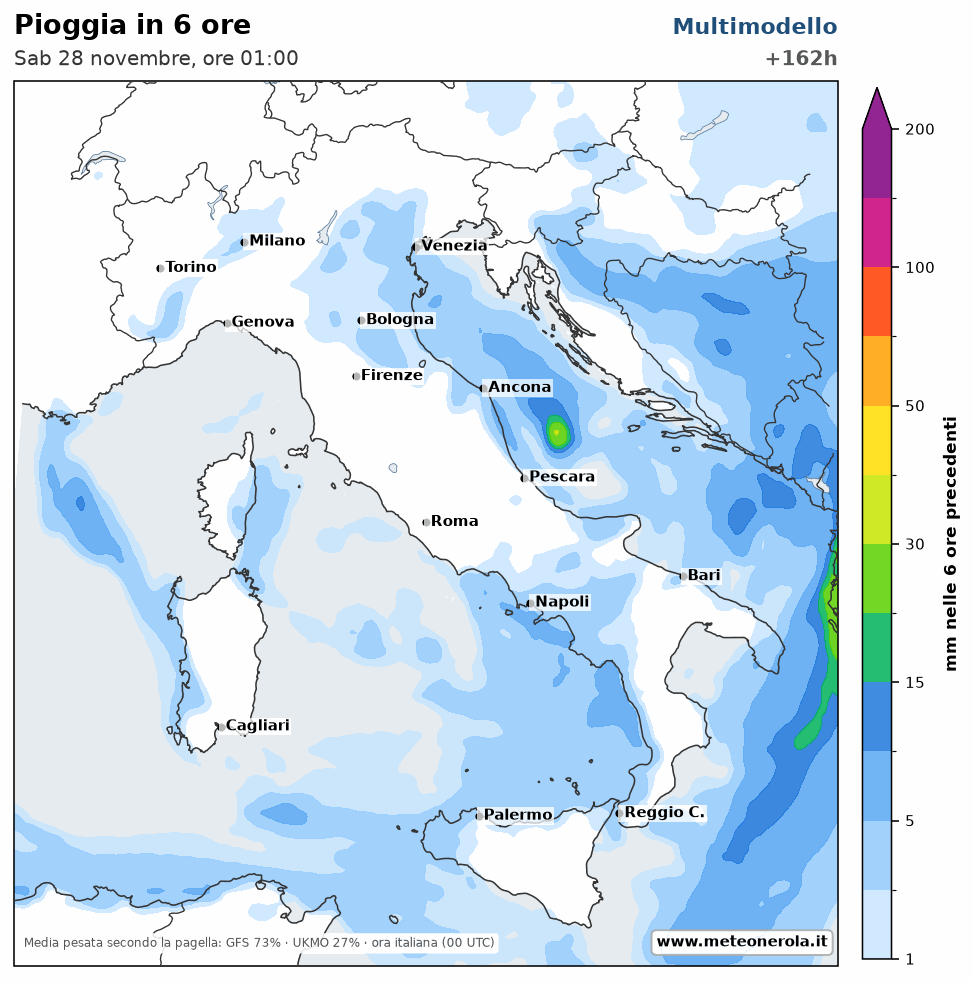 Pioggia in 6 ore
Multimodello
Sab 28 novembre, ore 01:00
+162h
Milano
Venezia
Torino
Genova
Bologna
Firenze
Ancona
Pescara
Roma
Bari
Napoli
Cagliari
Palermo
Reggio C.
200
100
50
30
15
5
1
mm nelle 6 ore precedenti
Media pesata secondo la pagella: GFS 73% · UKMO 27% · ora italiana (00 UTC)
www.meteonerola.it